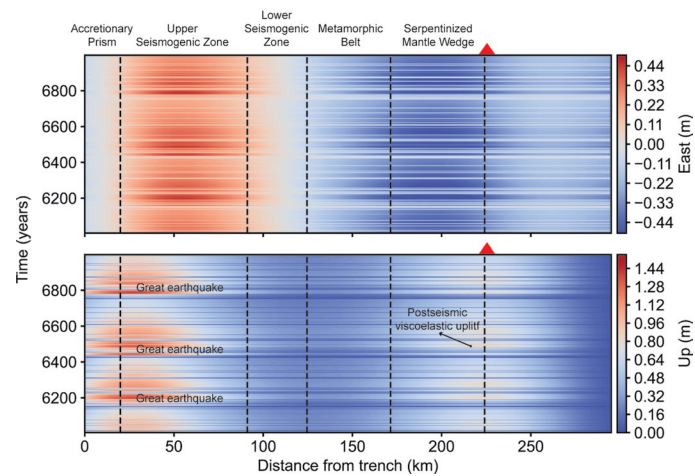 Accretionary
Prism
Upper
Seismogenic Zone
Lower
Seismogenic
Zone
Metamorphic
Belt
Serpentinized
Mantle Wedge
6800
6600
6400
6200
0.44
0.33
0.22
0.11
0.00
−0.11
−0.22
−0.33
−0.44
East (m)
Time (years)
6800
6600
6400
6200
Great earthquake
Great earthquake
Great earthquake
Postseismic
viscoelastic uplitf
1.44
1.28
1.12
0.96
0.80
0.64
0.48
0.32
0.16
0.00
Up (m)
0
50
100
150
200
250
Distance from trench (km)